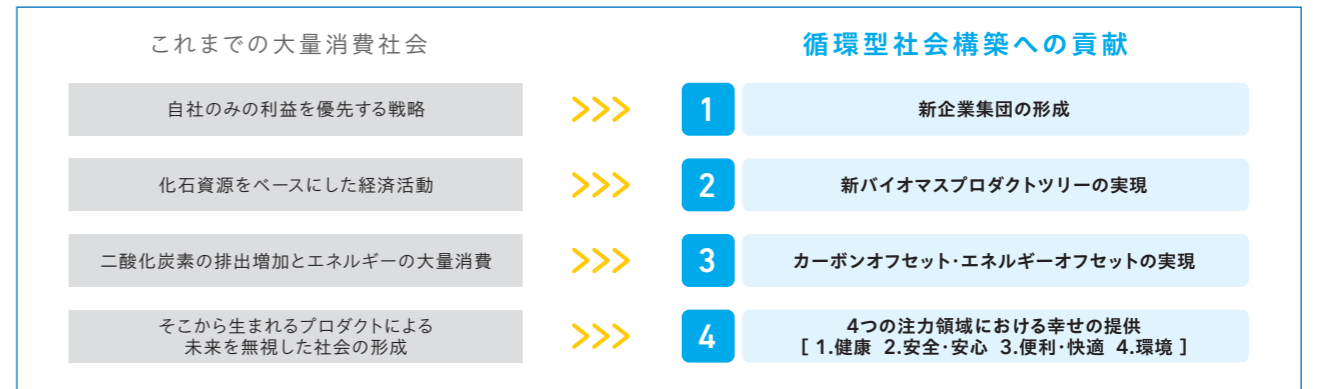 これまでの大量消費社会
循環型社会構築への貢献
自社のみの利益を優先する戦略
>>>
1
新企業集団の形成
化石資源をベースにした経済活動
>>>
2
新バイオマスプロダクトツリーの実現
二酸化炭素の排出増加とエネルギーの大量消費
>>>
3
カーボンオフセット・エネルギーオフセットの実現
そこから生まれるプロダクトによる
未来を無視した社会の形成
>>>
4
4つの注力領域における幸せの提供
[ 1.健康 2.安全・安心 3.便利・快適 4.環境 ]